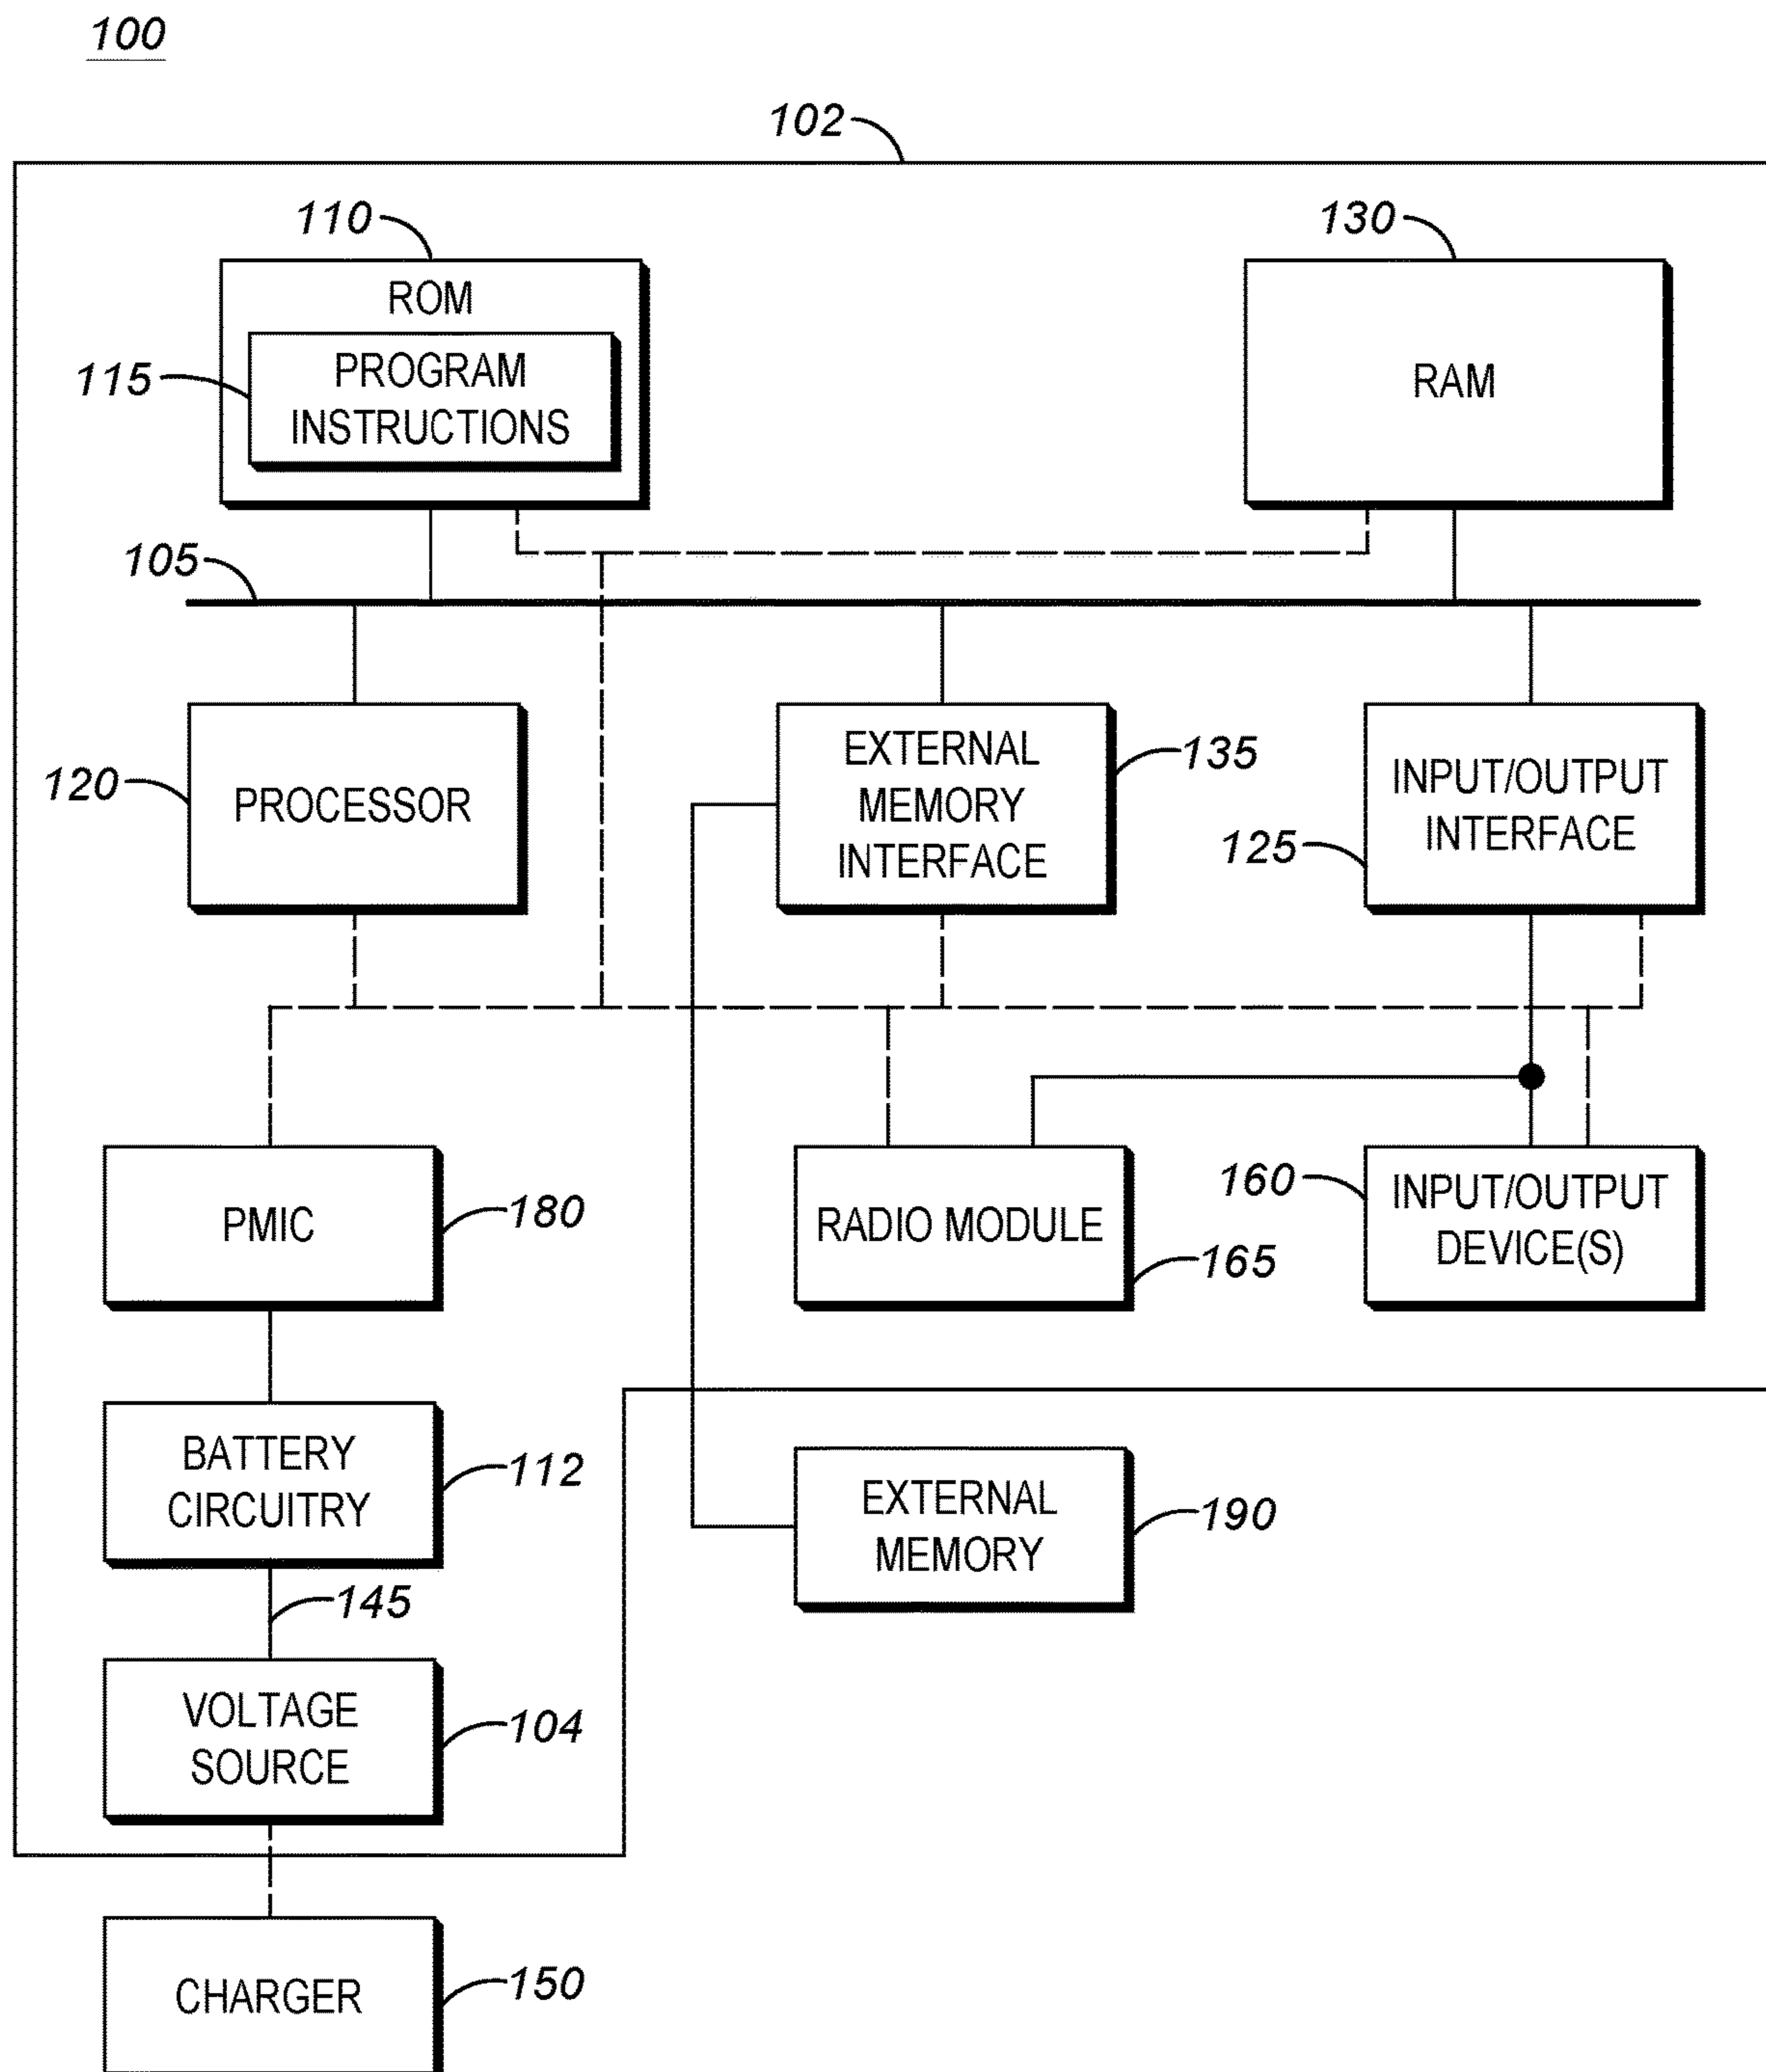 100
102
110
130
ROM
115
PROGRAM
INSTRUCTIONS
RAM
105
120
PROCESSOR
EXTERNAL
MEMORY
INTERFACE
135
INPUT/OUTPUT
INTERFACE
125
PMIC
180
RADIO MODULE
165
160
INPUT/OUTPUT
DEVICE(S)
BATTERY
CIRCUITRY
112
EXTERNAL
MEMORY
190
145
VOLTAGE
SOURCE
104
CHARGER
150